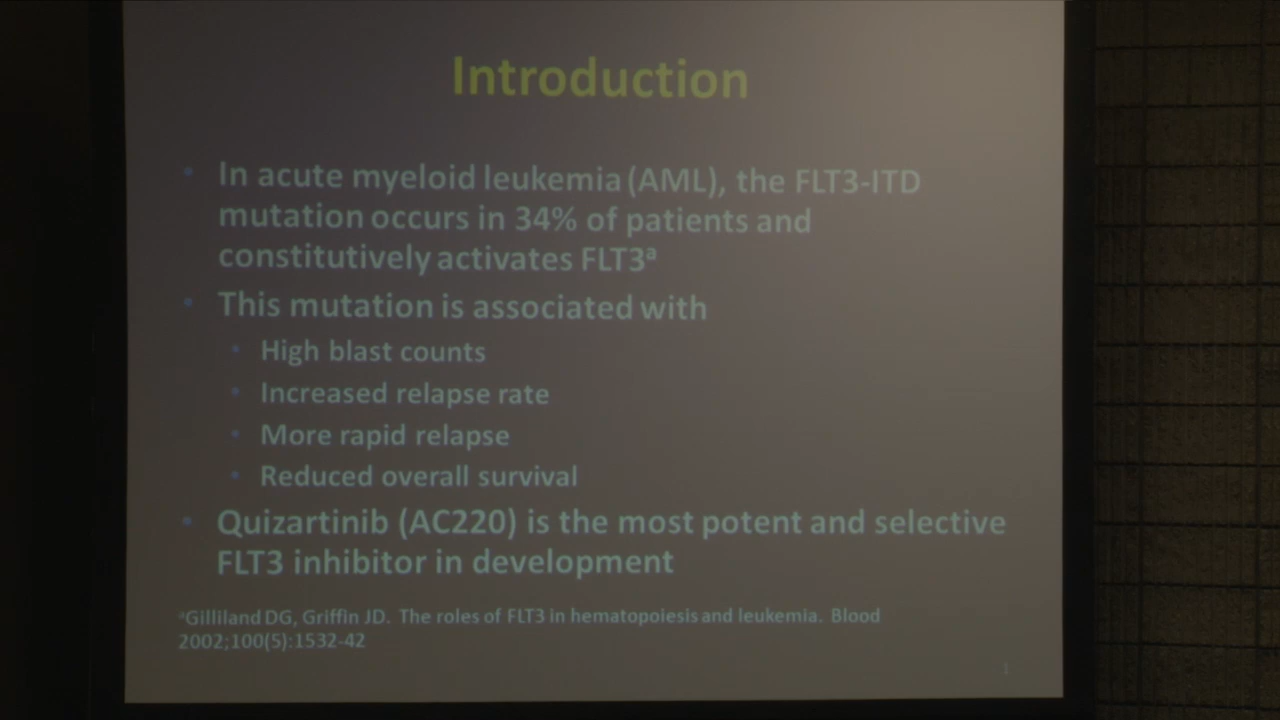 Introduction
• In acute myeloid leukemia (AML), the FLT3-ITD
mutation occurs in 34% of patients and
constitutively activates FLT3ᵃ
• This mutation is associated with
• High blast counts
• Increased relapse rate
• More rapid relapse
• Reduced overall survival
• Quizartinib (AC220) is the most potent and selective
FLT3 inhibitor in development
ᵃGilliland DG, Griffin JD. The roles of FLT3 in hematopoiesis and leukemia. Blood
2002;100(5):1532-42
1